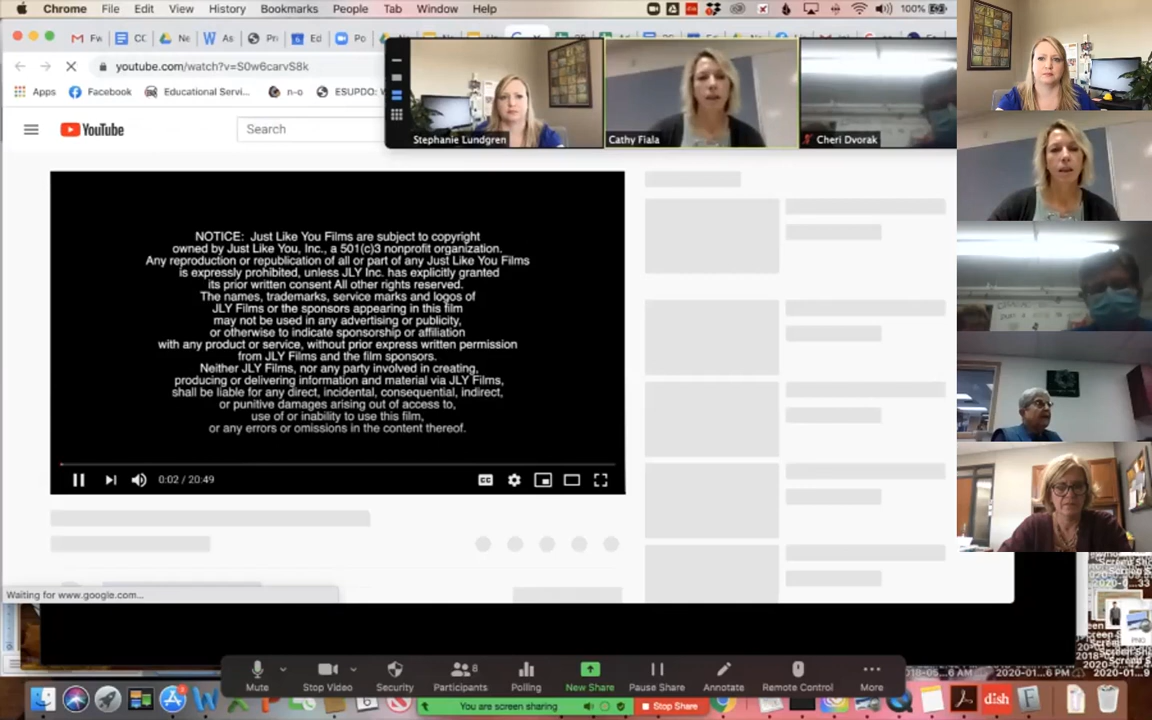 Chrome File Edit View History Bookmarks People Tab Window Help 100%
Fw CC Ne As Pri Ed Zo
youtube.com/watch?v=S0w6carvS8k
Apps Facebook Educational Servi... n-o ESUPDO:
Stephanie Lundgren Cathy Fiala Cheri Dvorak
YouTube Search
NOTICE: Just Like You Films are subject to copyright
owned by Just Like You, Inc., a 501(c)3 nonprofit organization.
Any reproduction or republication of all or part of any Just Like You Films
is expressly prohibited, unless JLY Inc. has explicitly granted
its prior written consent All other rights reserved.
The names, trademarks, service marks and logos of
JLY Films or the sponsors appearing in this film
may not be used in any advertising or publicity,
or otherwise to indicate sponsorship or affiliation
with any product or service, without prior express written permission
from JLY Films and the film sponsors.
Neither JLY Films, nor any party involved in creating,
producing or delivering information and material via JLY Films,
shall be liable for any direct, incidental, consequential, indirect,
or punitive damages arising out of access to,
use of or inability to use this film,
or any errors or omissions in the content thereof.
0:02 / 20:49 CC
Waiting for www.google.com...
8
Mute Stop Video Security Participants Polling New Share Pause Share Annotate Remote Control More
You are screen sharing Stop Share
dish
PNG